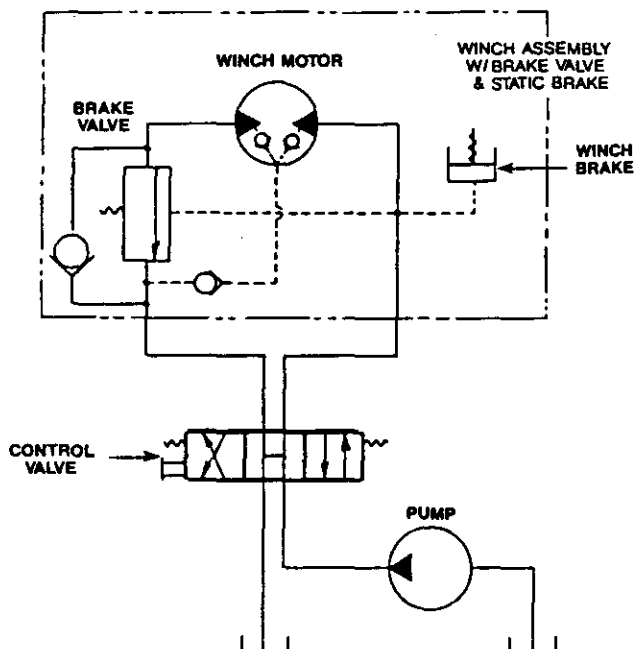 WINCH MOTOR
WINCH ASSEMBLY
W/BRAKE VALVE
& STATIC BRAKE
BRAKE
VALVE
WINCH
BRAKE
CONTROL
VALVE
PUMP